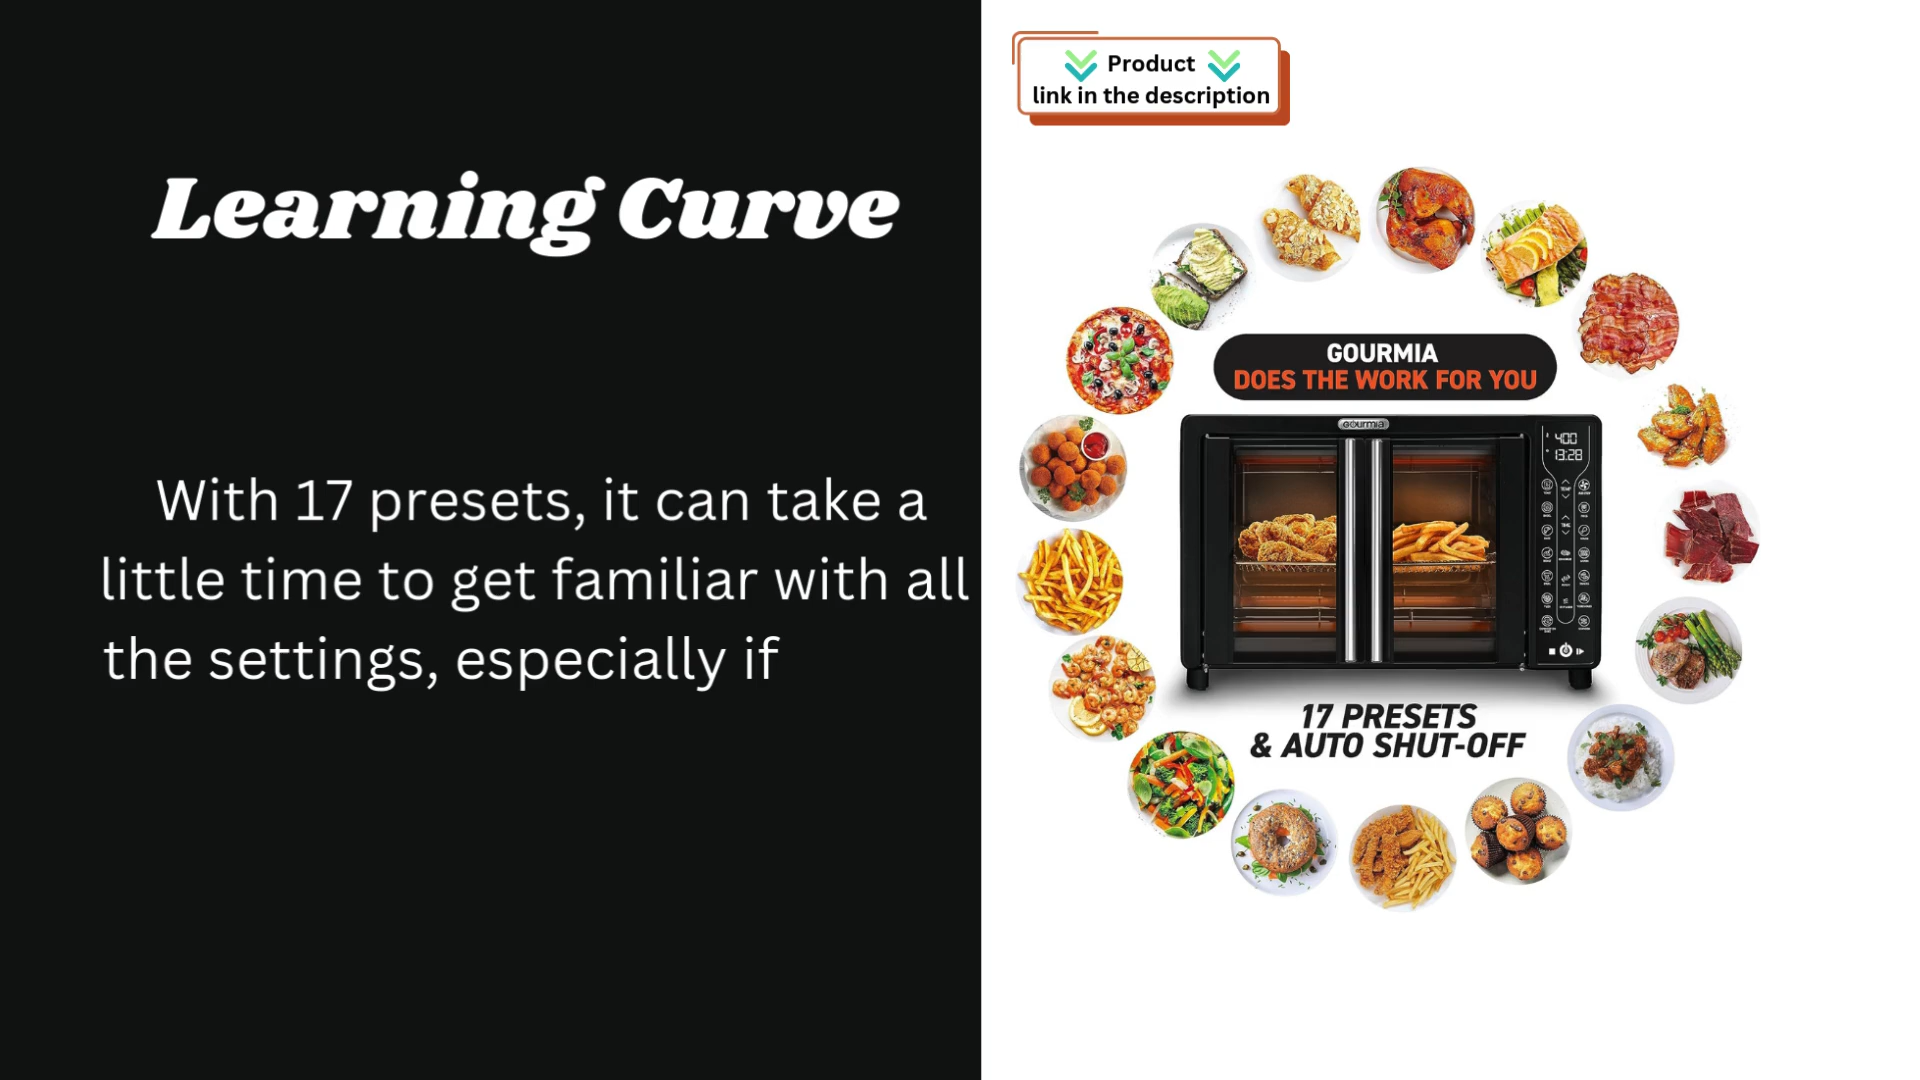 Learning Curve
With 17 presets, it can take a
little time to get familiar with all
the settings, especially if
Product
link in the description
GOURMIA
DOES THE WORK FOR YOU
Gourmia
400
13:28
TEMP
TIME
17 PRESETS
& AUTO SHUT-OFF